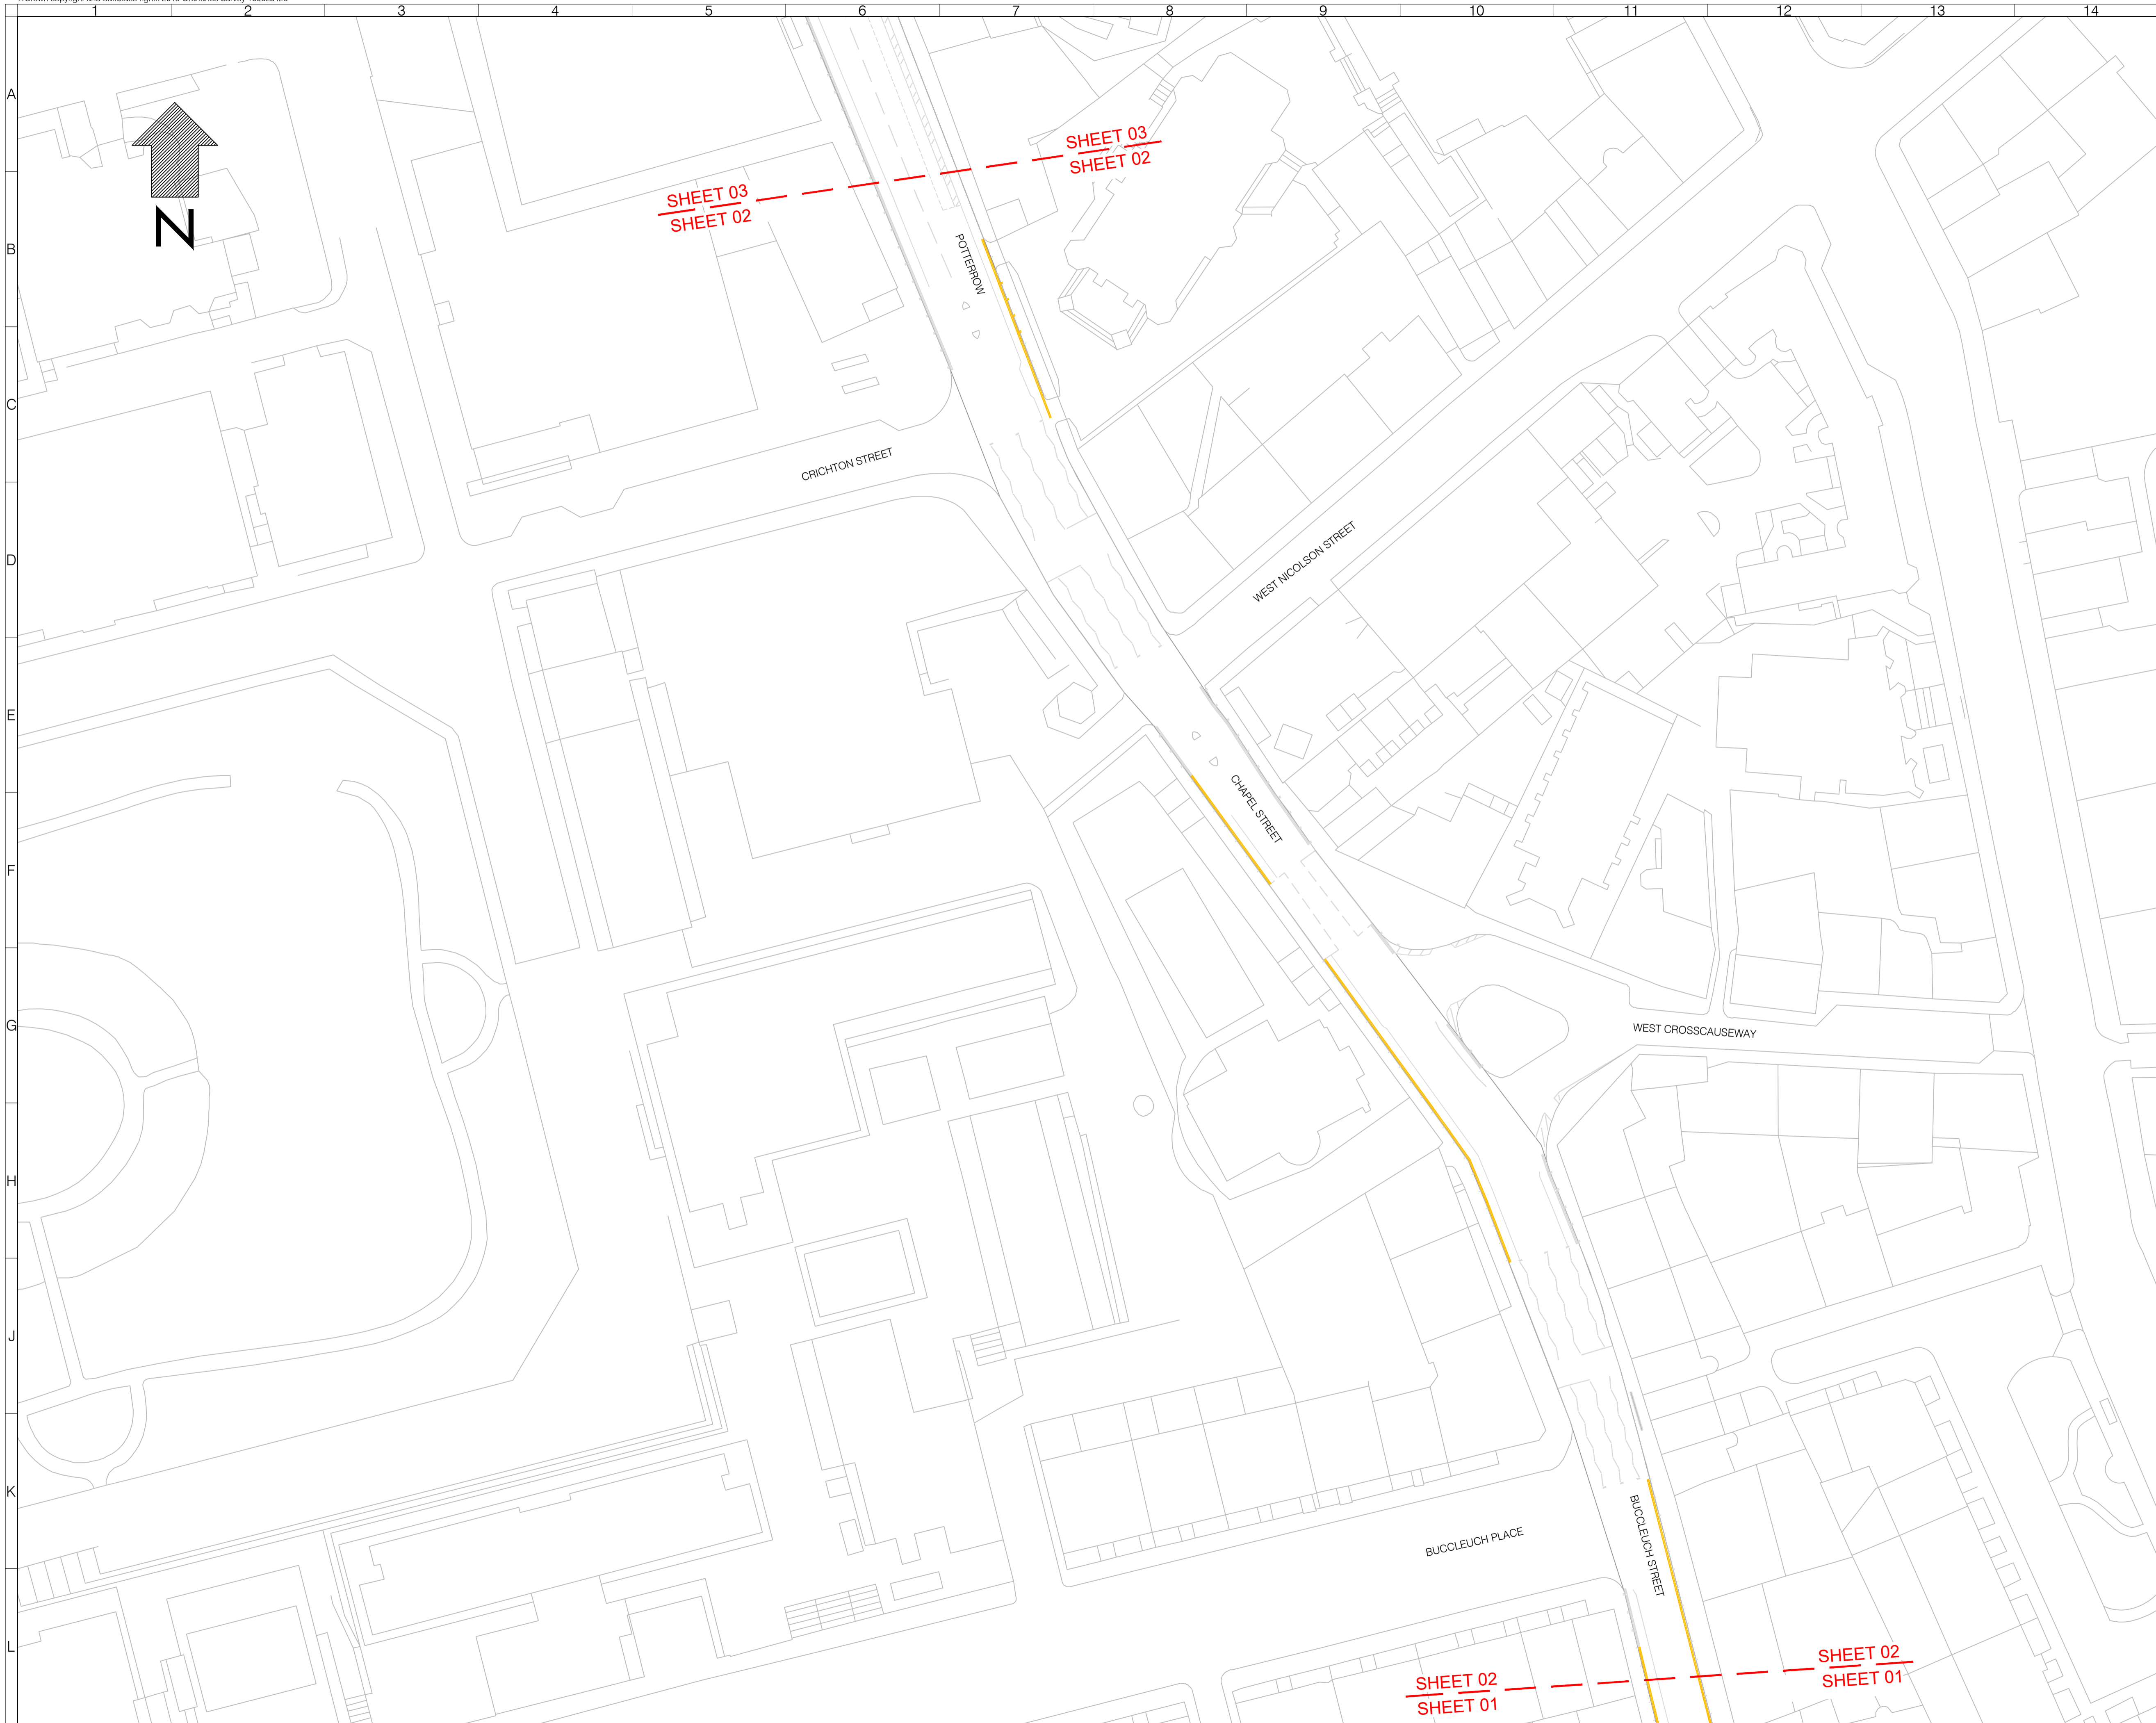 1 2 3 4 5 6 7 8 9 10 11 12 13 14
A
SHEET 03
SHEET 02
N
SHEET 03
SHEET 02
B
POTTERROW
C
CRICHTON STREET
D
WEST NICOLSON STREET
E
CHAPEL STREET
F
G
WEST CROSSCAUSEWAY
H
J
K
BUCCLEUCH STREET
BUCCLEUCH PLACE
L
SHEET 02
SHEET 01
SHEET 02
SHEET 01